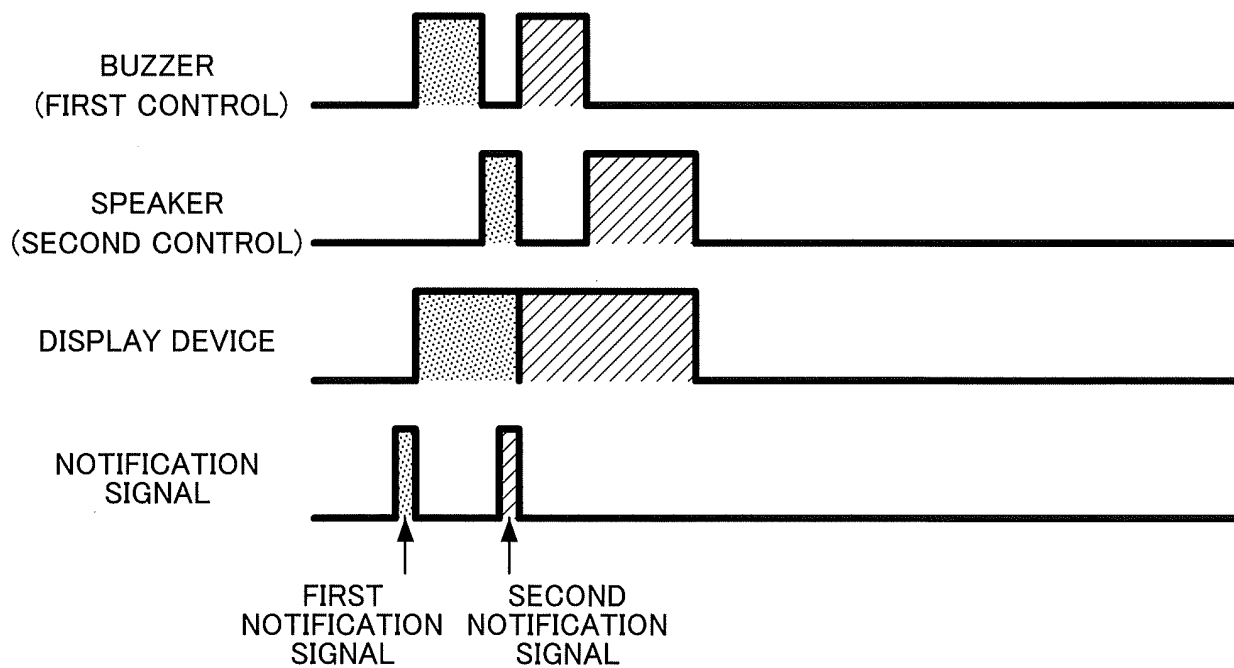 BUZZER
(FIRST CONTROL)
SPEAKER
(SECOND CONTROL)
DISPLAY DEVICE
NOTIFICATION
SIGNAL
FIRST
NOTIFICATION
SIGNAL
SECOND
NOTIFICATION
SIGNAL